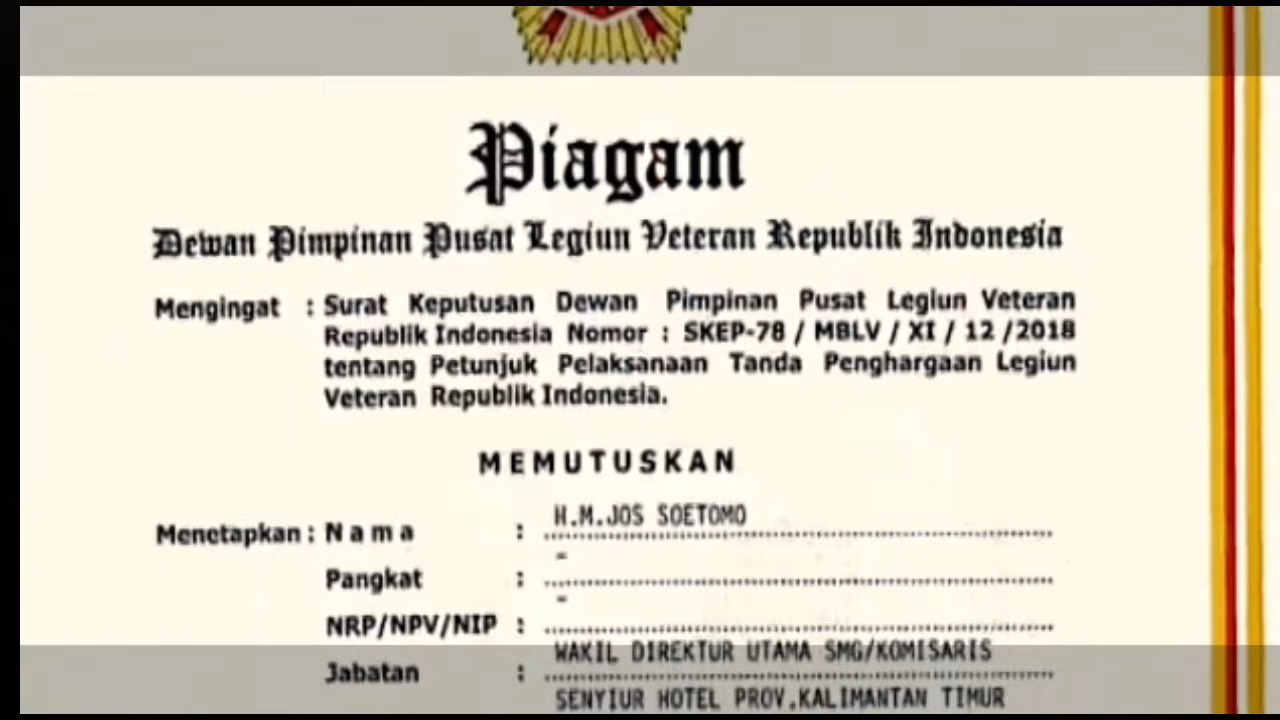 Piagam
Dewan Pimpinan Pusat Legiun Veteran Republik Indonesia
Mengingat : Surat Keputusan Dewan Pimpinan Pusat Legiun Veteran
Republik Indonesia Nomor : SKEP-78 / MBLV / XI / 12 /2018
tentang Petunjuk Pelaksanaan Tanda Penghargaan Legiun
Veteran Republik Indonesia.
MEMUTUSKAN
Menetapkan : N a m a : H.M.JOS SOETOMO
Pangkat : -
NRP/NPV/NIP : -
Jabatan : WAKIL DIREKTUR UTAMA SMG/KOMISARIS
SENYIUR HOTEL PROV.KALIMANTAN TIMUR